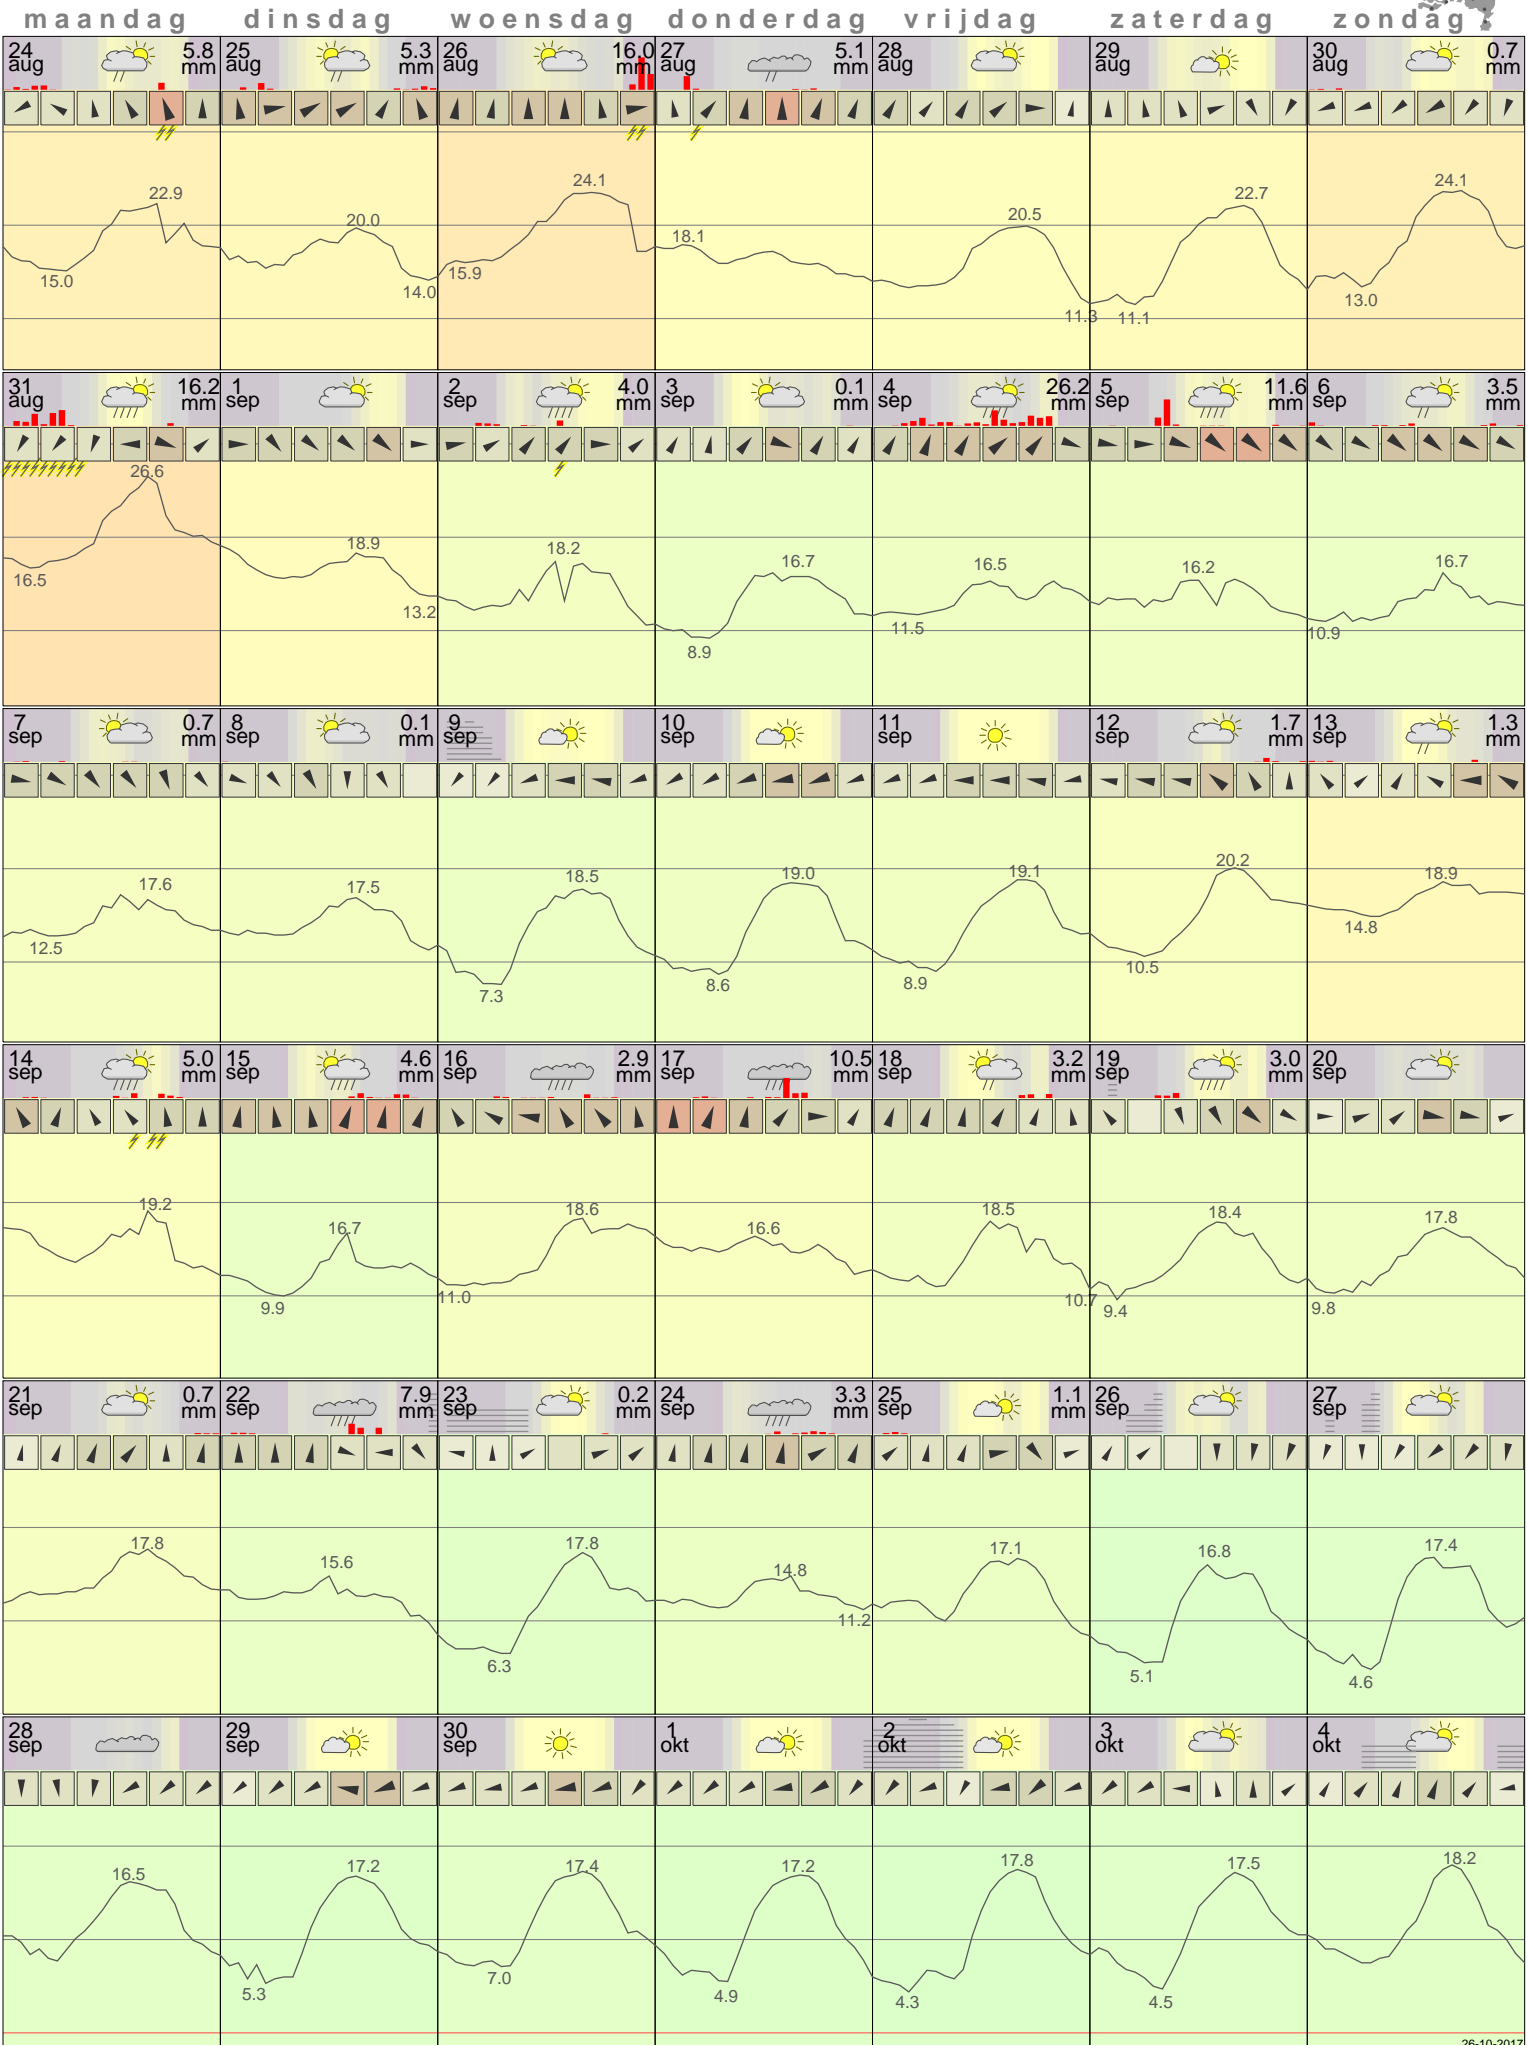 maandag dinsdag woensdag donderdag vrijdag zaterdag zondag
24 aug 5.8 mm 25 aug 5.3 mm 26 aug 16.0 mm 27 aug 5.1 mm 28 aug 29 aug 30 aug 0.7 mm
22.9 15.0 20.0 14.0 15.9 24.1 18.1 20.5 11.3 11.1 22.7 13.0 24.1
31 aug 16.2 mm 1 sep 2 sep 4.0 mm 3 sep 0.1 mm 4 sep 26.2 mm 5 sep 11.6 mm 6 sep 3.5 mm
16.5 26.6 18.9 13.2 18.2 8.9 16.7 11.5 16.5 16.2 10.9 16.7
7 sep 0.7 mm 8 sep 0.1 mm 9 sep 10 sep 11 sep 12 sep 1.7 mm 13 sep 1.3 mm
12.5 17.6 17.5 7.3 18.5 8.6 19.0 8.9 19.1 10.5 20.2 14.8 18.9
14 sep 5.0 mm 15 sep 4.6 mm 16 sep 2.9 mm 17 sep 10.5 mm 18 sep 3.2 mm 19 sep 3.0 mm 20 sep
19.2 9.9 16.7 11.0 18.6 16.6 18.5 10.7 9.4 18.4 9.8 17.8
21 sep 0.7 mm 22 sep 7.9 mm 23 sep 0.2 mm 24 sep 3.3 mm 25 sep 1.1 mm 26 sep 27 sep
17.8 15.6 6.3 17.8 14.8 11.2 17.1 5.1 16.8 4.6 17.4
28 sep 29 sep 30 sep 1 okt 2 okt 3 okt 4 okt
16.5 5.3 17.2 7.0 17.4 4.9 17.2 4.3 17.8 4.5 17.5 18.2
26-10-2017